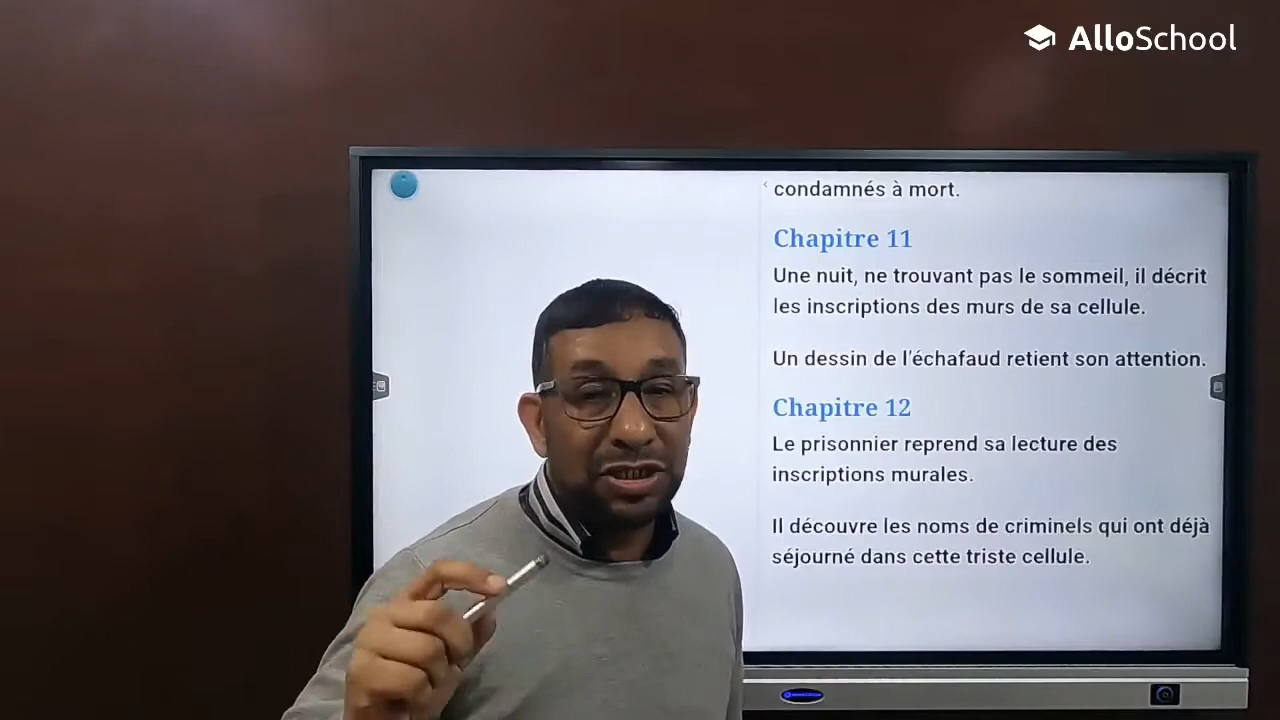 AlloSchool
condamnés à mort.
Chapitre 11
Une nuit, ne trouvant pas le sommeil, il décrit
les inscriptions des murs de sa cellule.
Un dessin de l'échafaud retient son attention.
Chapitre 12
Le prisonnier reprend sa lecture des
inscriptions murales.
Il découvre les noms de criminels qui ont déjà
séjourné dans cette triste cellule.